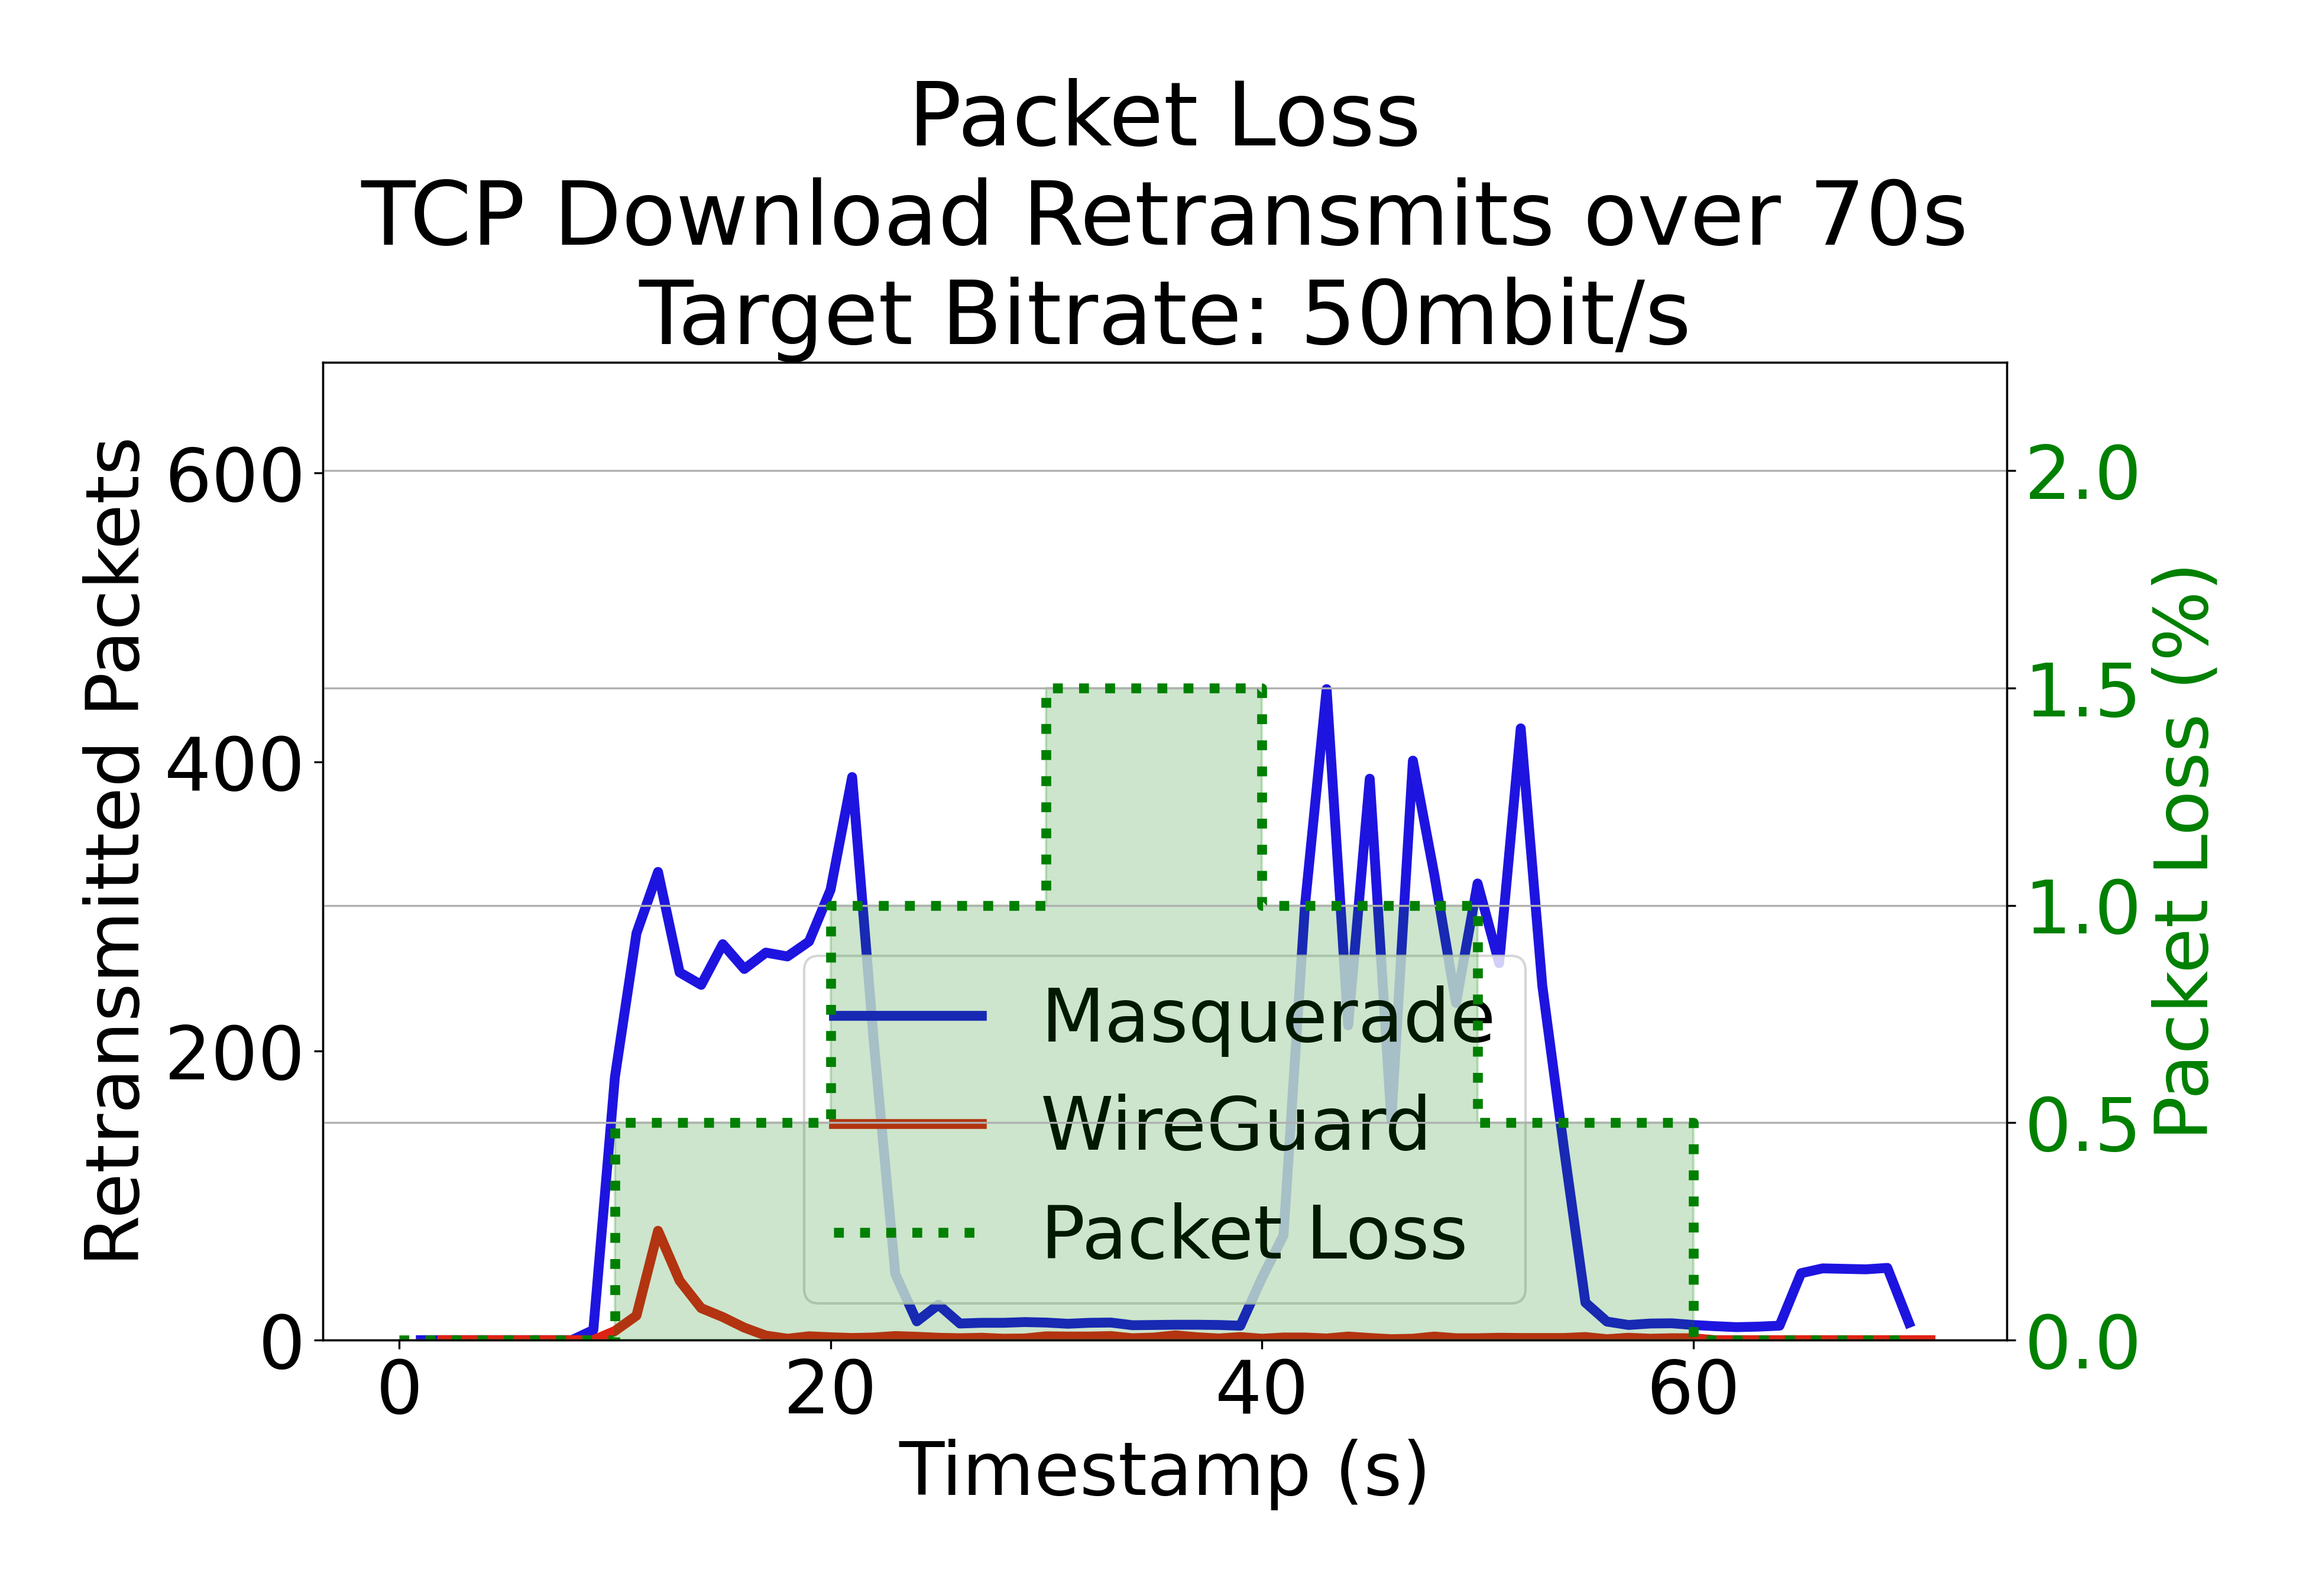 Packet Loss
TCP Download Retransmits over 70s
Target Bitrate: 50mbit/s
Retransmitted Packets
600
400
200
0
2.0
1.5
1.0
0.5
0.0
Packet Loss (%)
Masquerade
WireGuard
Packet Loss
0 20 40 60
Timestamp (s)